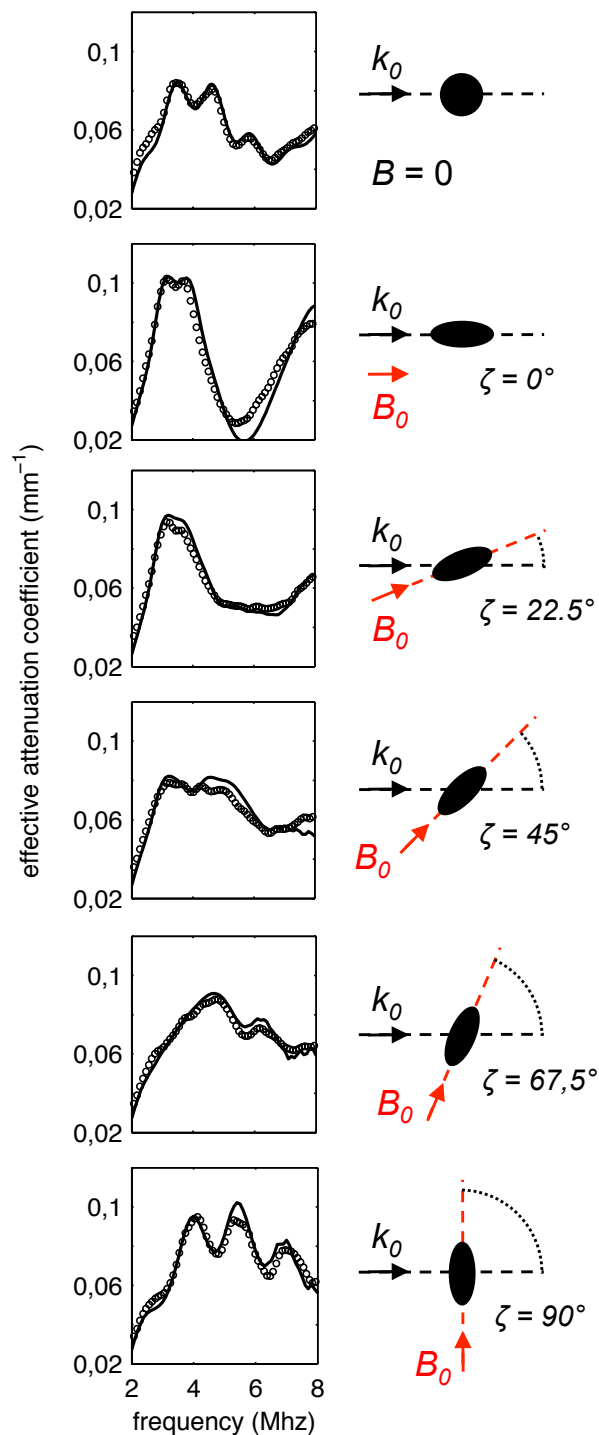 effective attenuation coefficient (mm⁻¹)
0,1
0,06
0,02
k0
B = 0
0,1
0,06
0,02
k0
B0
ζ = 0°
0,1
0,06
0,02
k0
B0
ζ = 22.5°
0,1
0,06
0,02
k0
B0
ζ = 45°
0,1
0,06
0,02
k0
B0
ζ = 67,5°
0,1
0,06
0,02
k0
B0
ζ = 90°
2 4 6 8
frequency (Mhz)